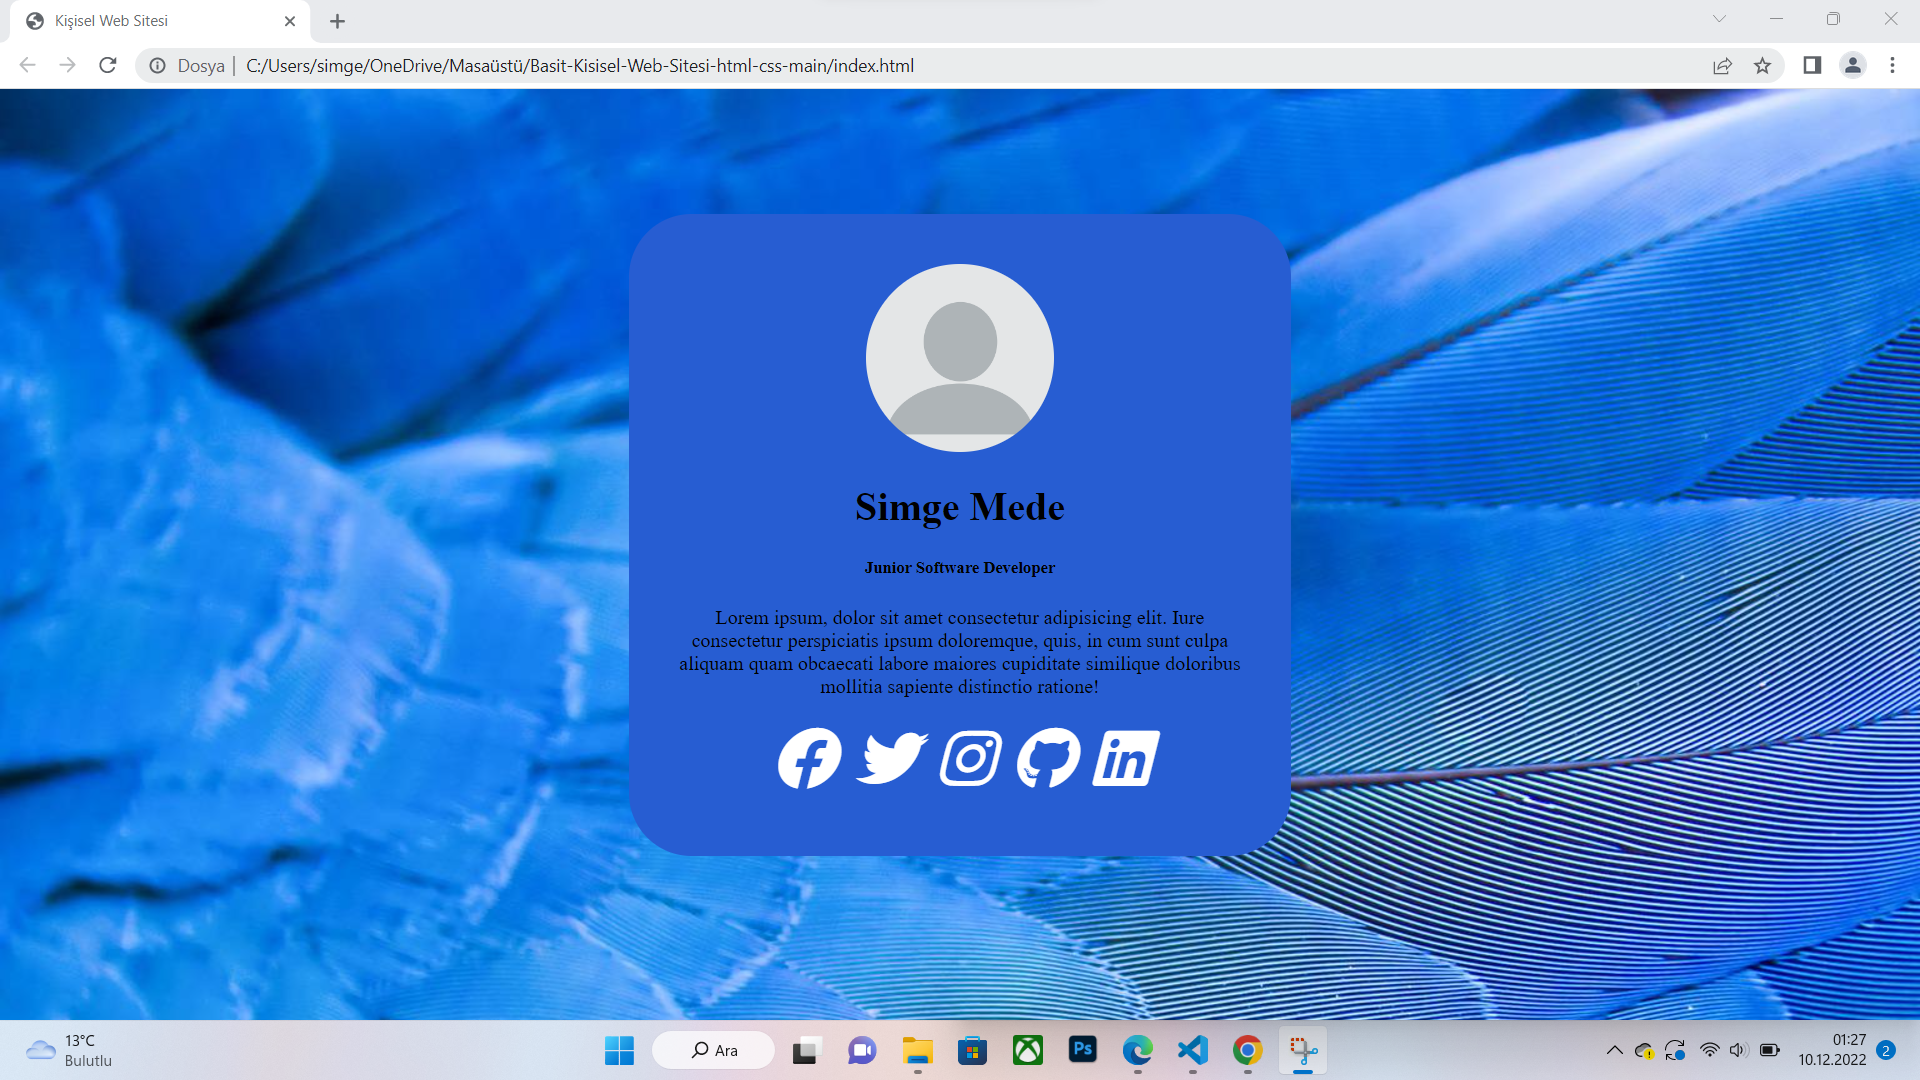 Kişisel Web Sitesi
Dosya | C:/Users/simge/OneDrive/Masaüstü/Basit-Kisisel-Web-Sitesi-html-css-main/index.html
Simge Mede
Junior Software Developer
Lorem ipsum, dolor sit amet consectetur adipisicing elit. Iure
consectetur perspiciatis ipsum doloremque, quis, in cum sunt culpa
aliquam quam obcaecati labore maiores cupiditate similique doloribus
mollitia sapiente distinctio ratione!
in
13°C
Bulutlu
Ara
Ps
01:27
10.12.2022
2